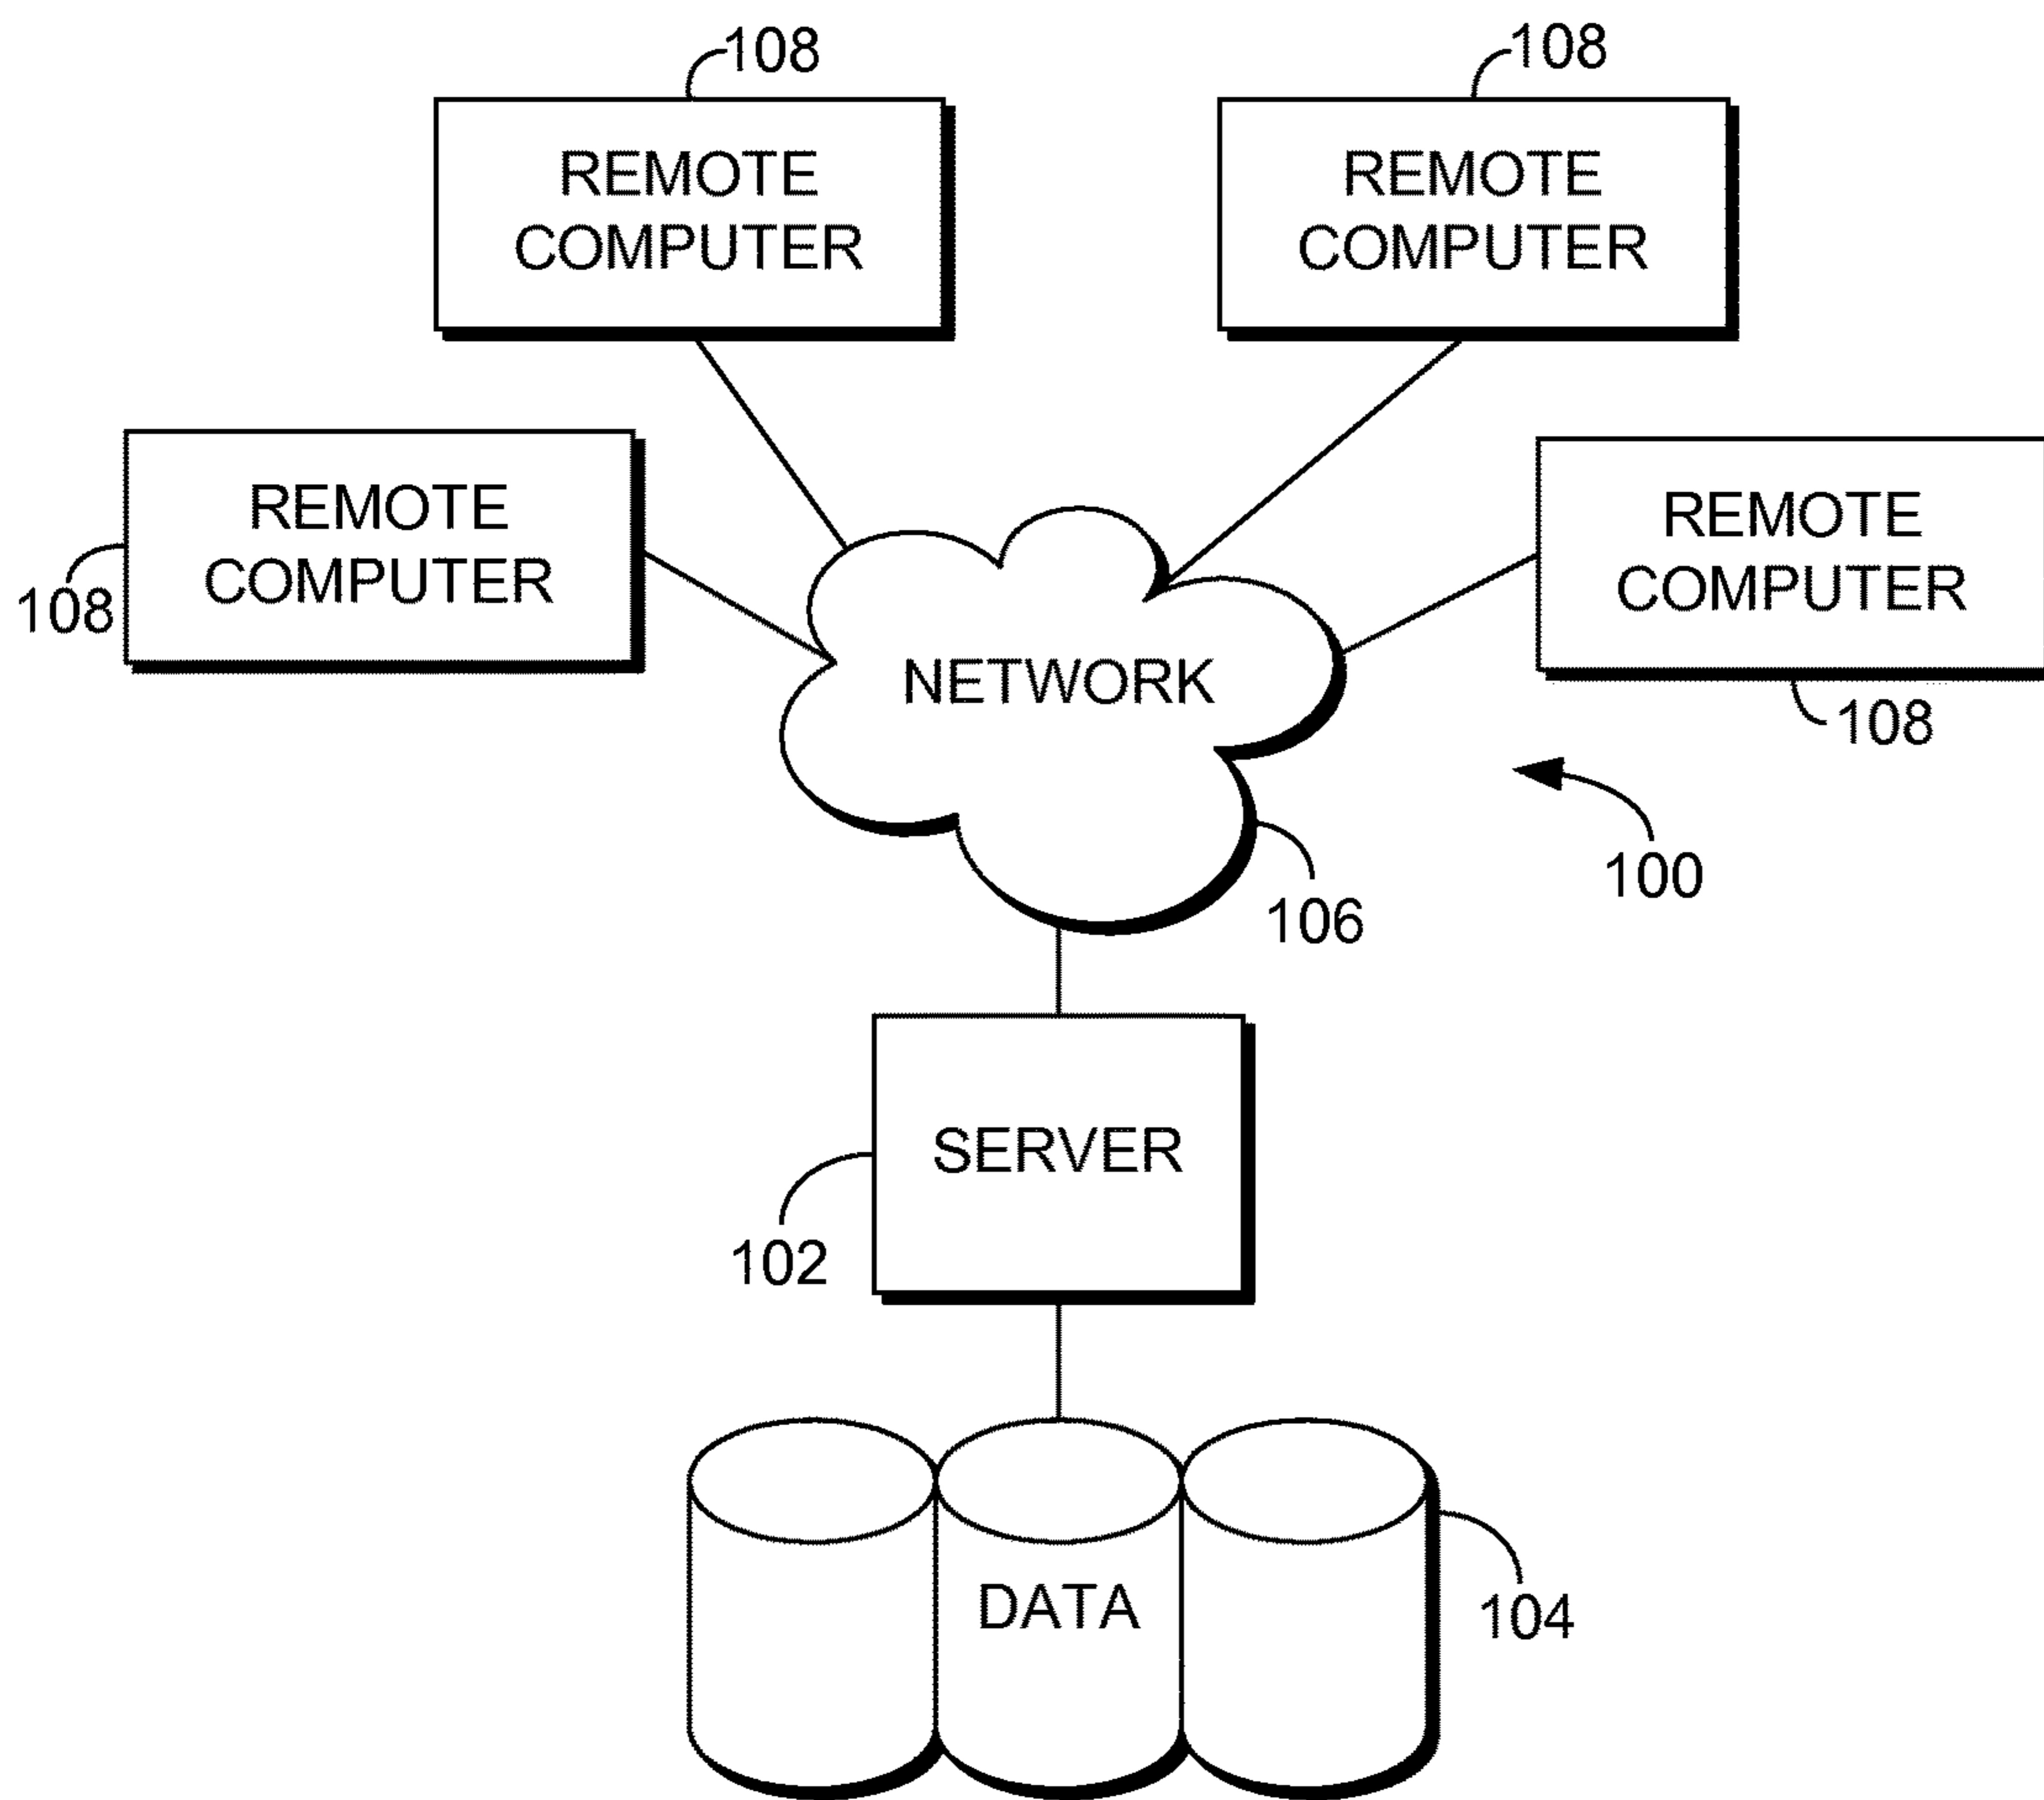 108
108
REMOTE
COMPUTER
REMOTE
COMPUTER
REMOTE
COMPUTER
108
REMOTE
COMPUTER
108
NETWORK
100
106
SERVER
102
DATA
104